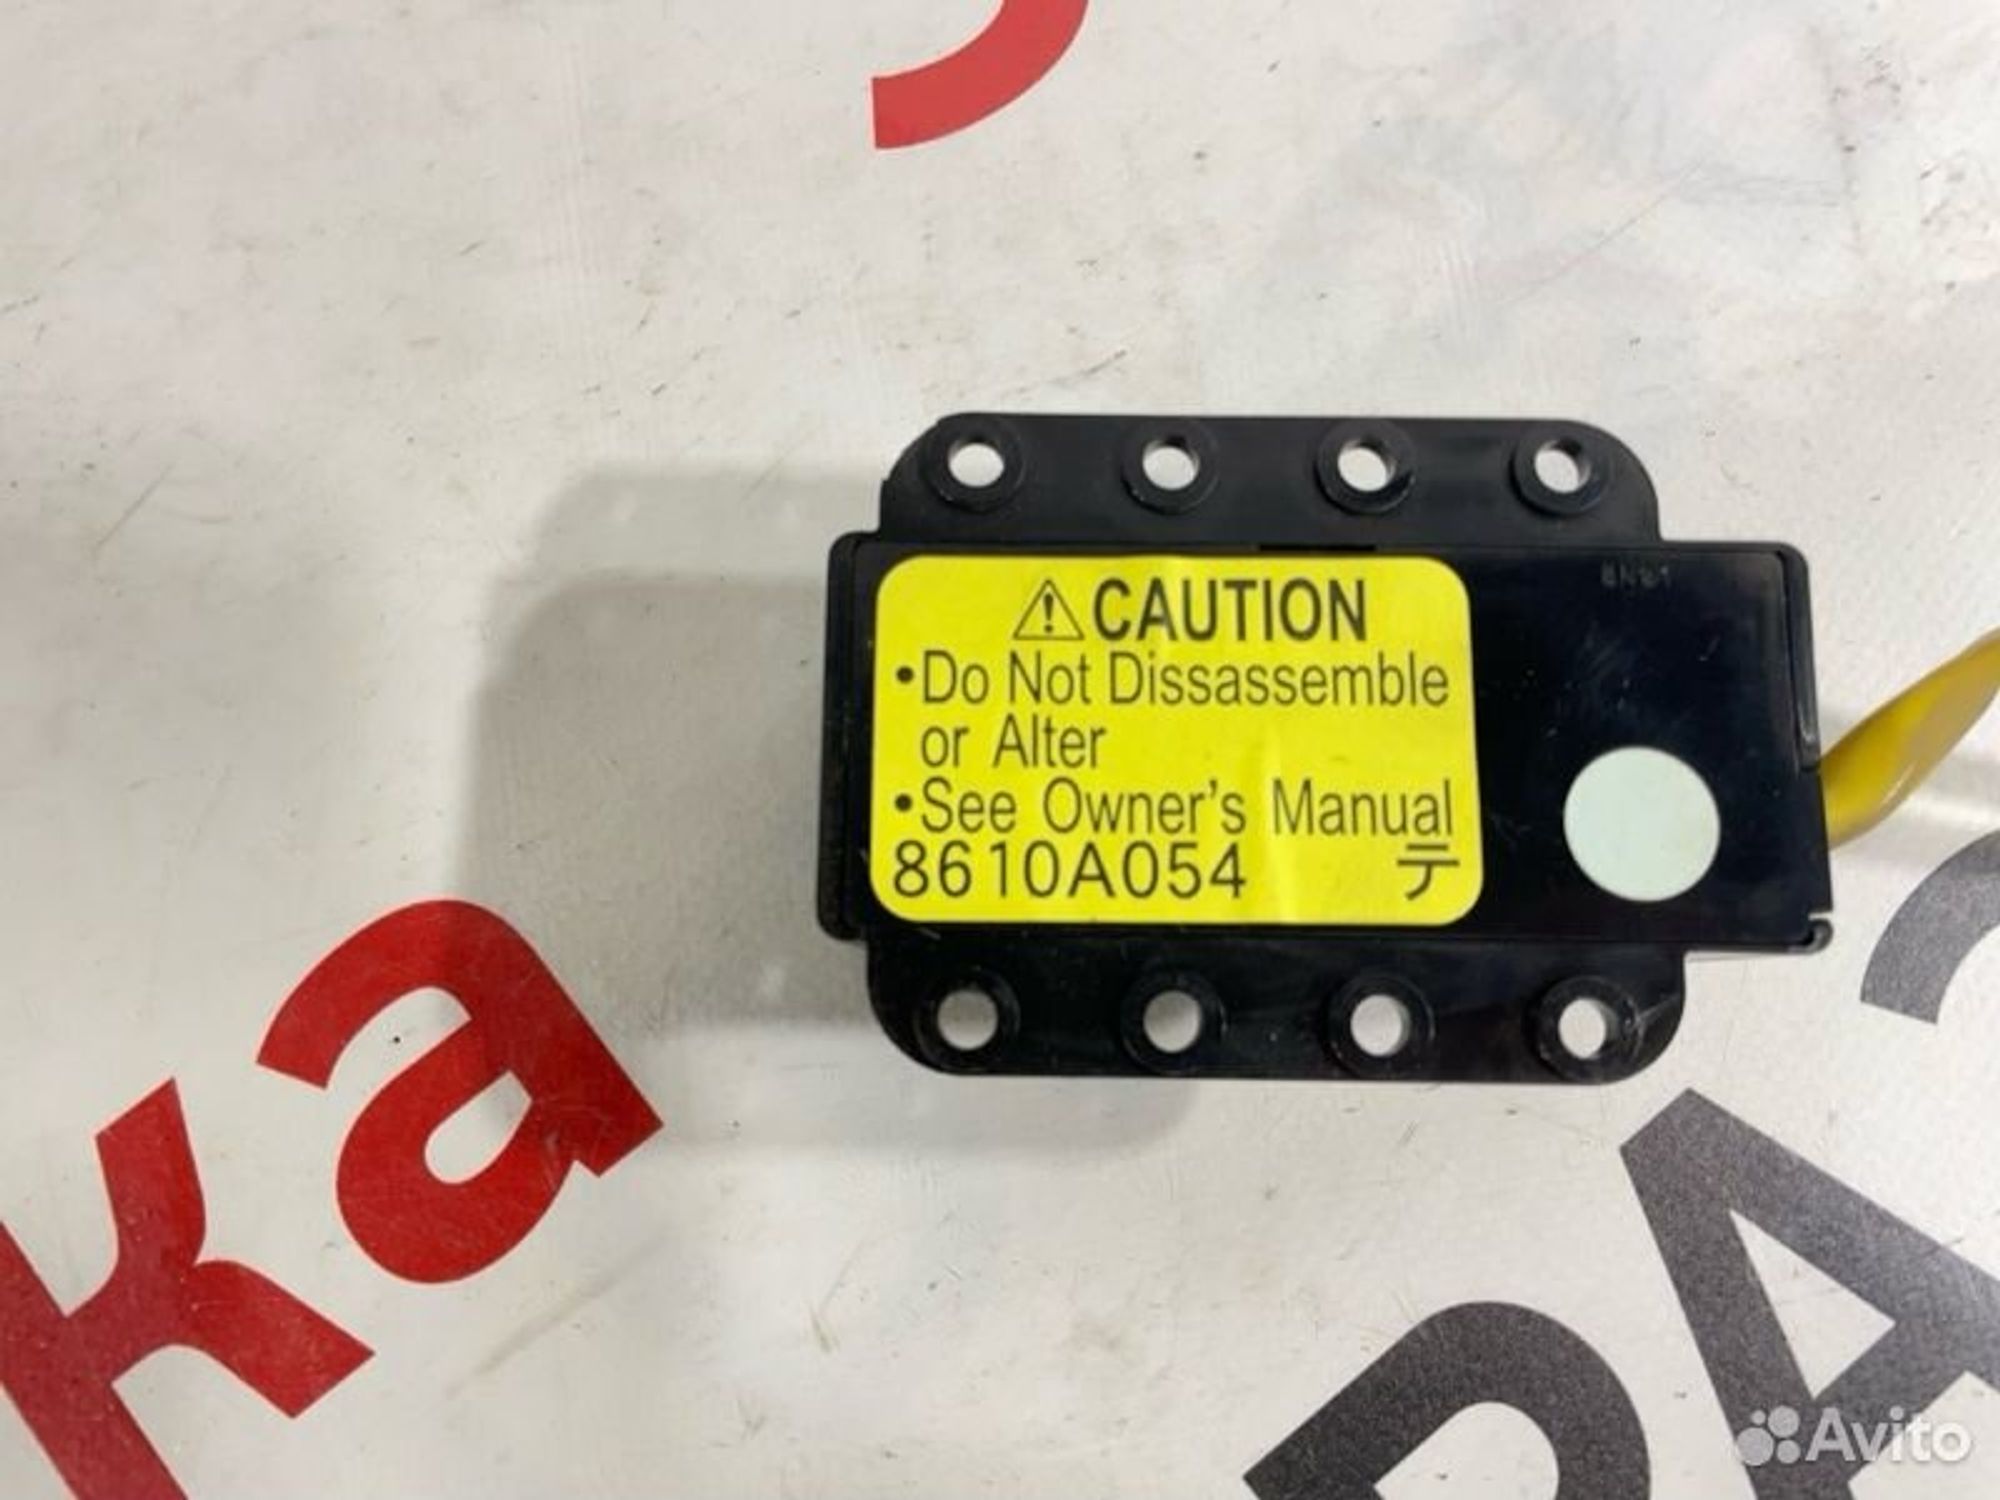 CAUTION
•Do Not Dissassemble
or Alter
•See Owner's Manual
8610A054 テ
ка
Avito